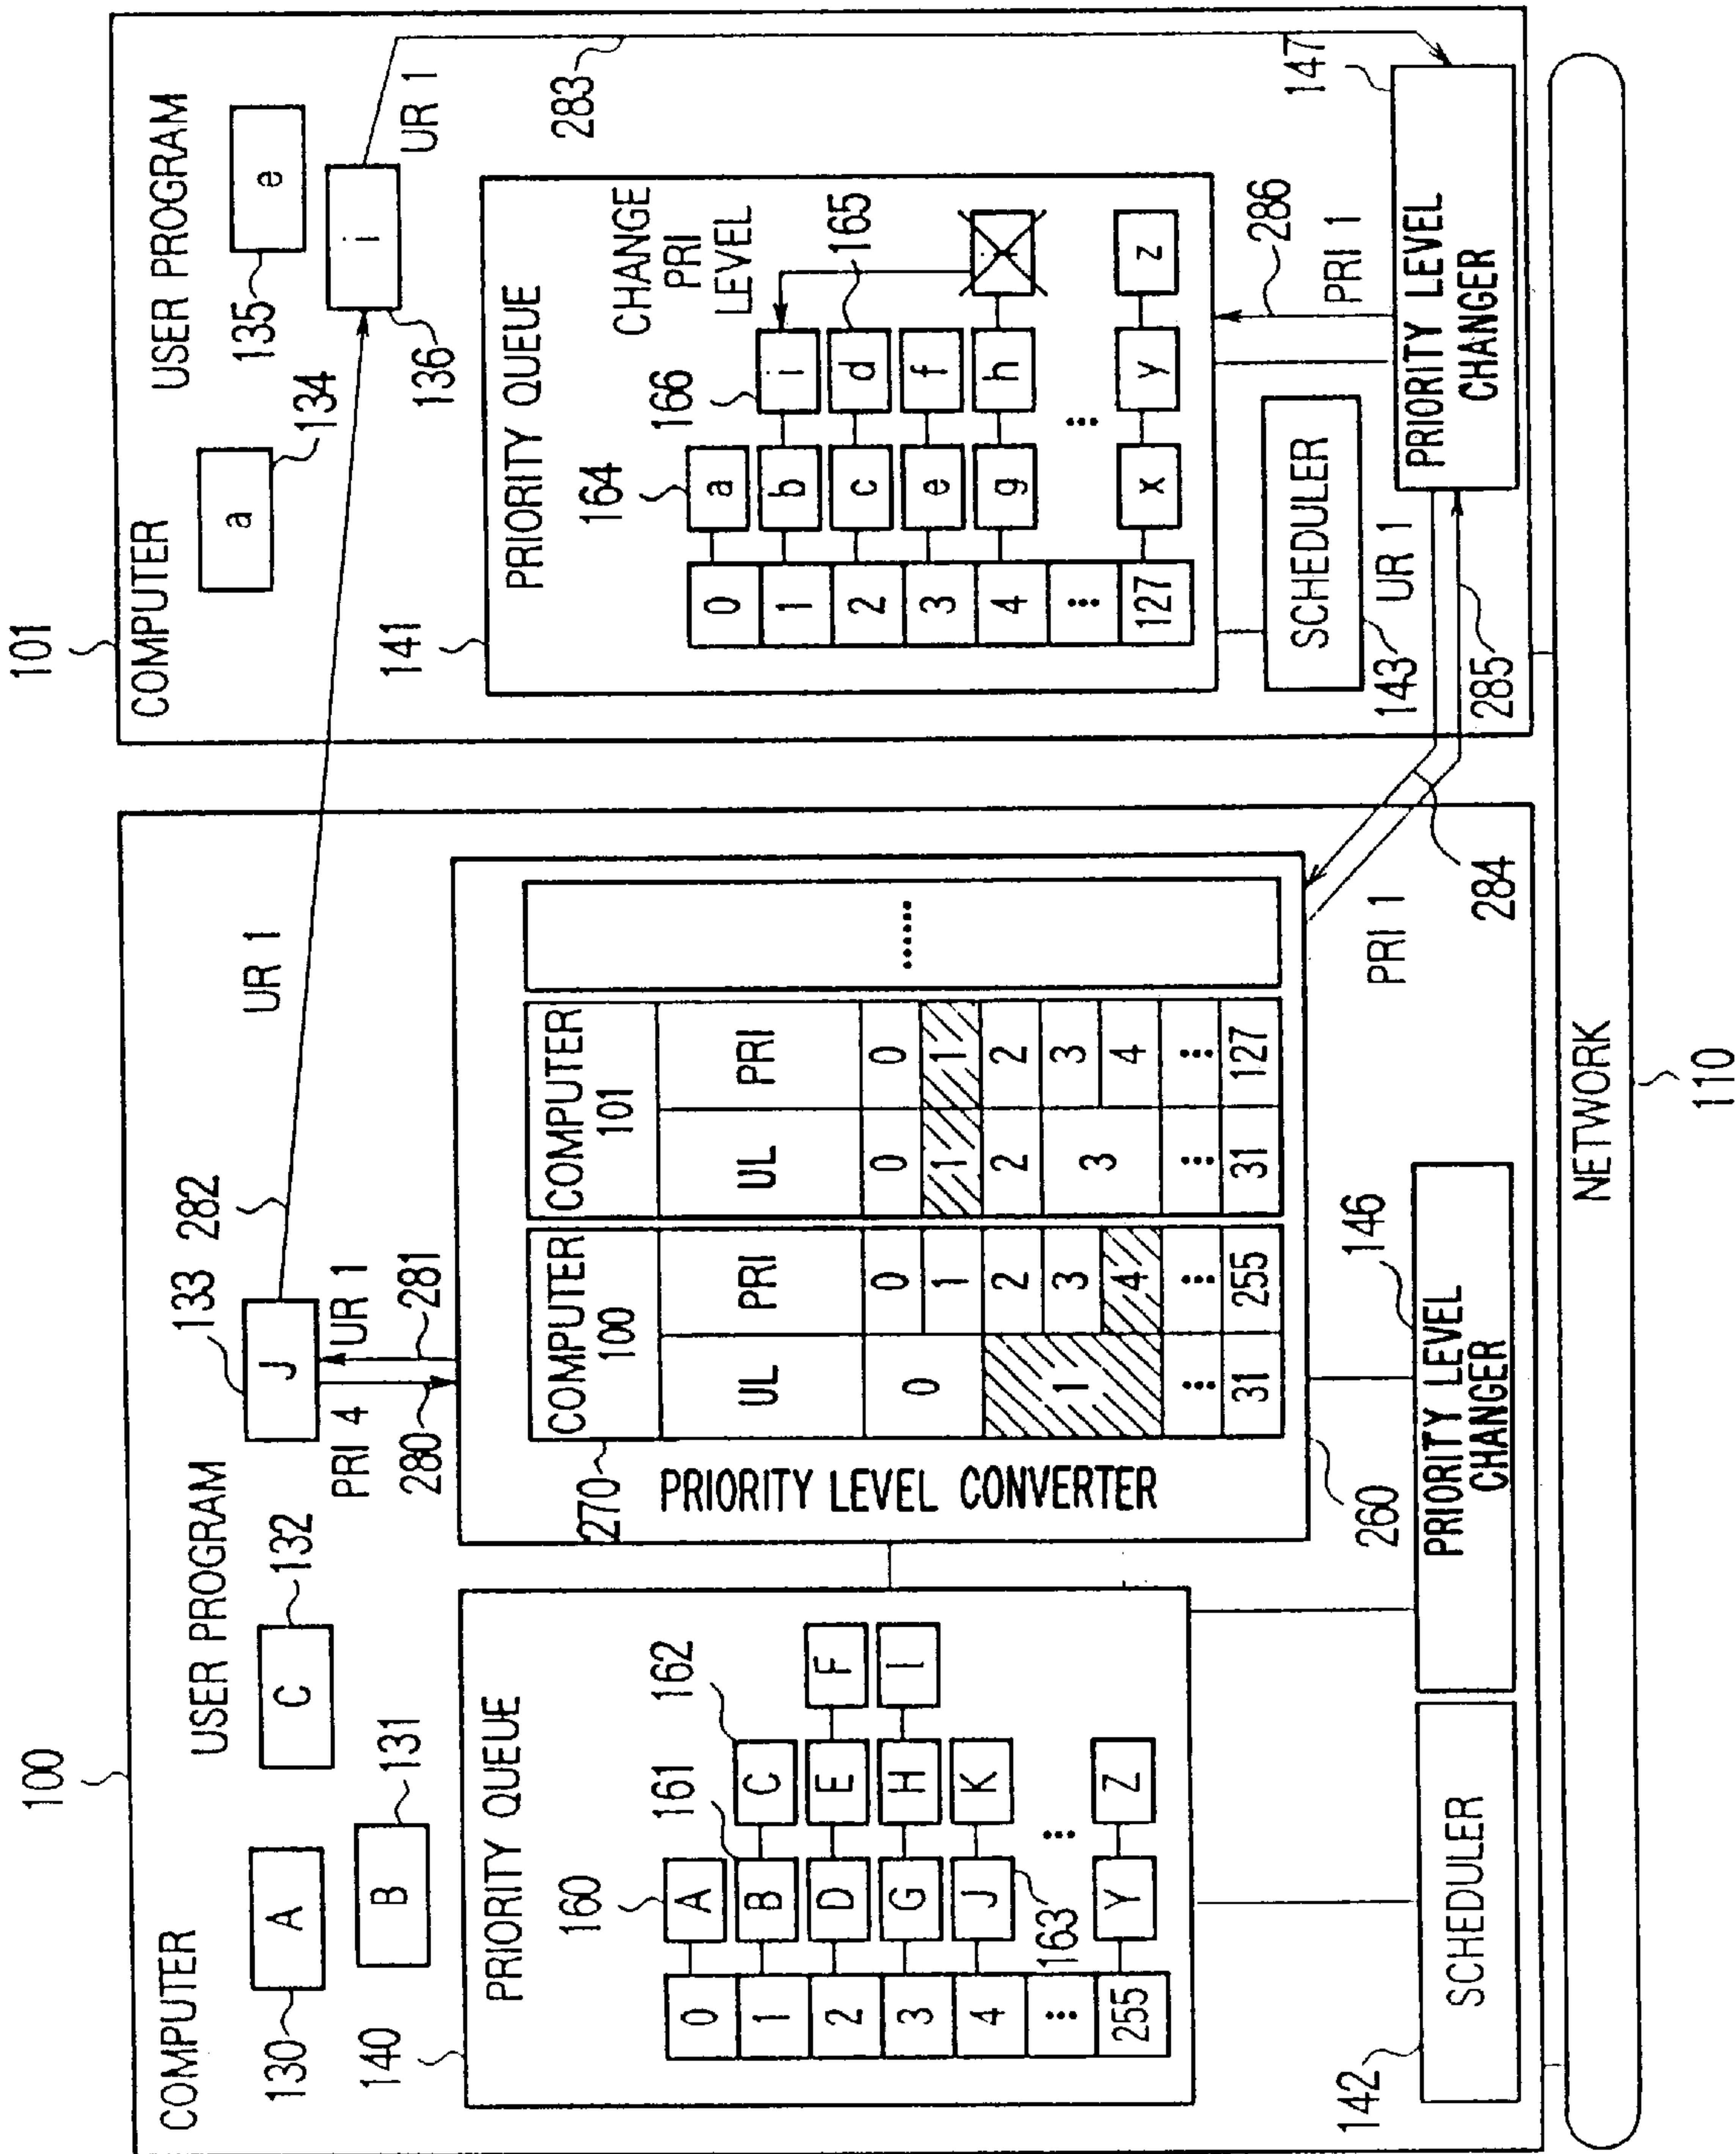 100
COMPUTER
USER PROGRAM
A
130
B
131
C
132
J
133
282
UR 1
PRI 4
280
UR 1
281
140
PRIORITY QUEUE
160
161
162
0 A
1 B C
2 D E F
3 G H I
4 J K
163
⋮ ⋯
255 Y Z
270
COMPUTER 100
COMPUTER 101
......
UL PRI UL PRI
0 0 0 0
1 1 1
1 2 2 2
3 3 3
4 4
⋮ ⋮ ⋮ ⋮
31 255 31 127
PRIORITY LEVEL CONVERTER
260
PRI 1
284
142
SCHEDULER
PRIORITY LEVEL
CHANGER
146
101
COMPUTER
USER PROGRAM
a
134
e
135
i
136
UR 1
283
141
PRIORITY QUEUE
CHANGE
PRI
LEVEL
164
166
165
0 a
1 b i
2 c d
3 e f
4 g h i
⋮ ⋯
127 x y z
SCHEDULER
143
UR 1
285
286
PRI 1
147
PRIORITY LEVEL
CHANGER
NETWORK
110